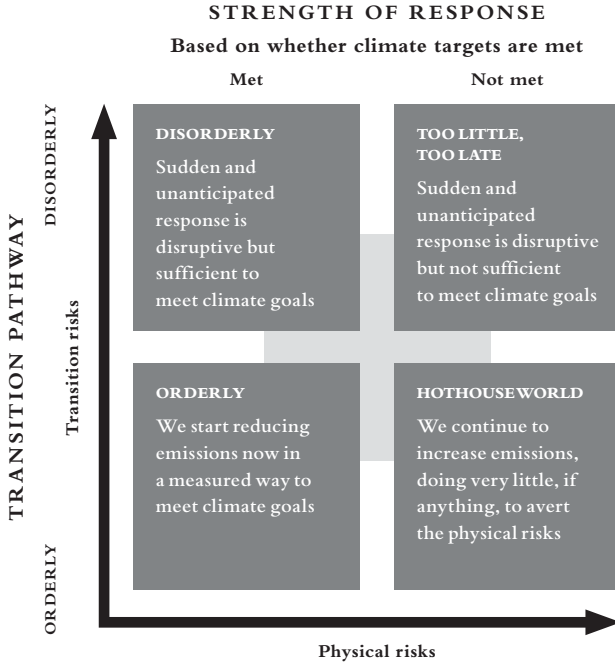 STRENGTH OF RESPONSE
Based on whether climate targets are met
Met
Not met
TRANSITION PATHWAY
DISORDERLY
Transition risks
ORDERLY
DISORDERLY
Sudden and
unanticipated
response is
disruptive but
sufficient to
meet climate goals
TOO LITTLE,
TOO LATE
Sudden and
unanticipated
response is disruptive
but not sufficient
to meet climate goals
ORDERLY
We start reducing
emissions now in
a measured way to
meet climate goals
HOTHOUSE WORLD
We continue to
increase emissions,
doing very little, if
anything, to avert
the physical risks
Physical risks